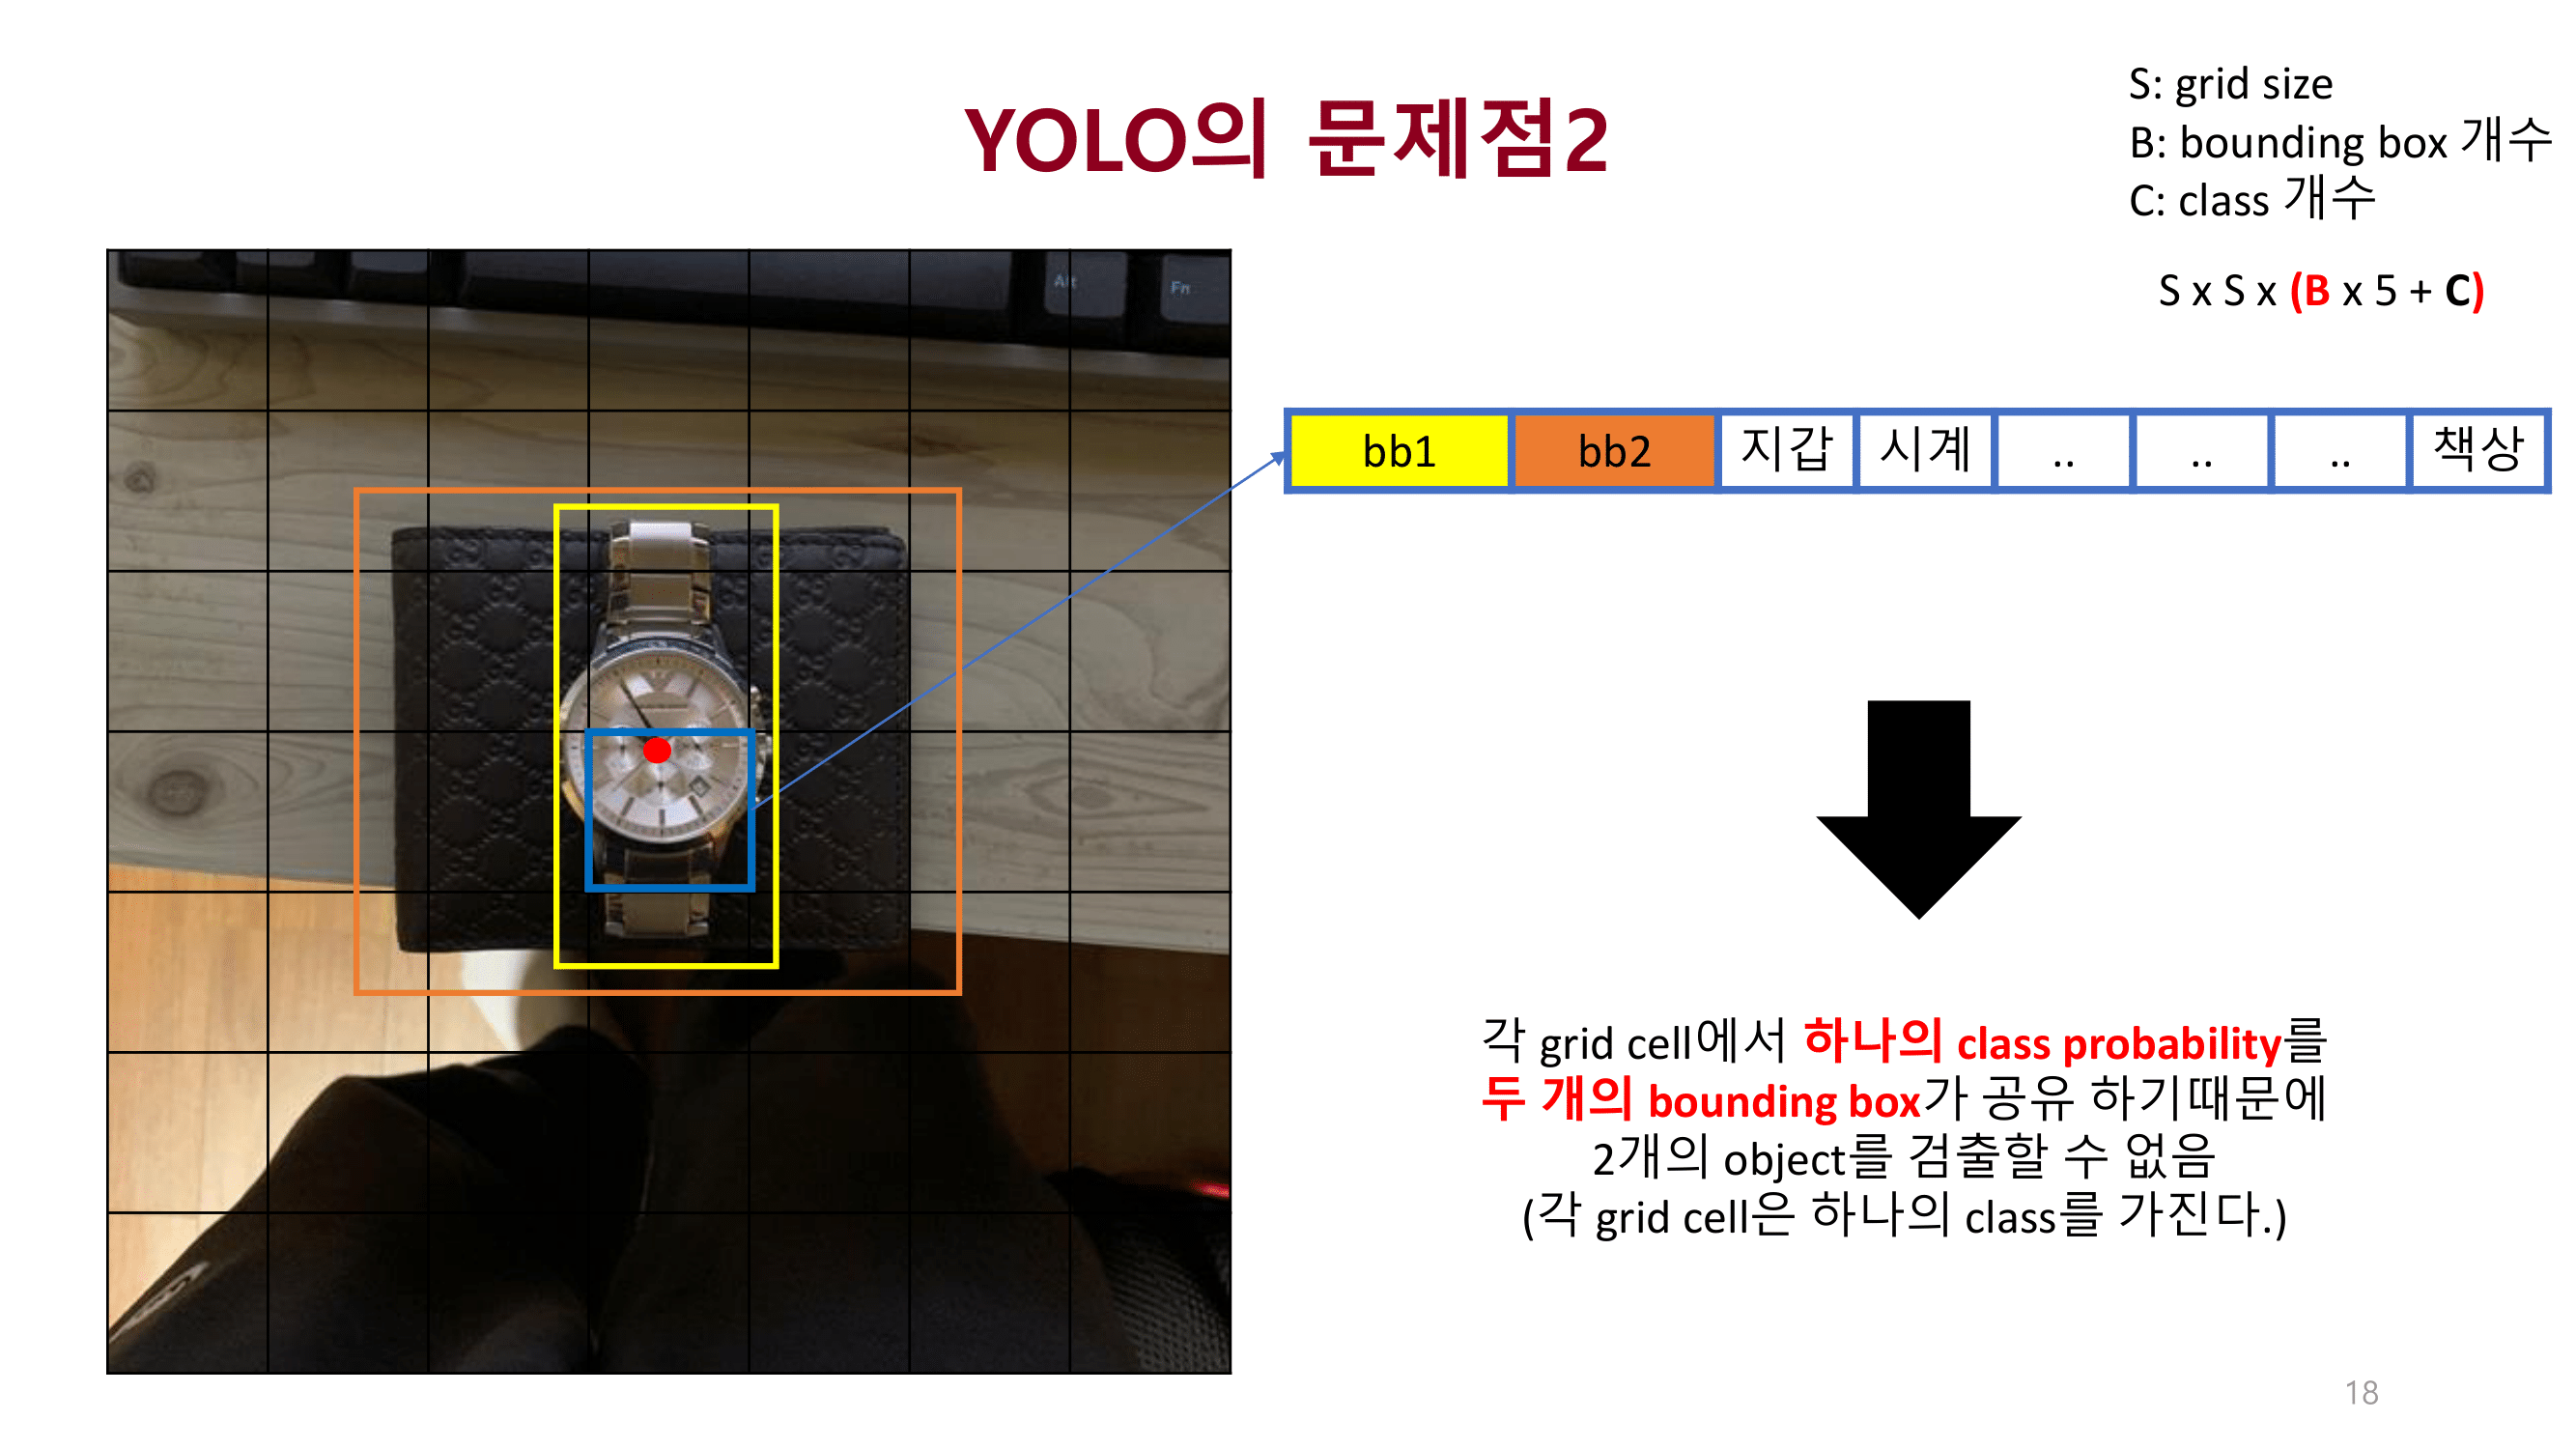 YOLO의 문제점2
S: grid size
B: bounding box 개수
C: class 개수
S x S x (B x 5 + C)
Alt
Fn
bb1 bb2 지갑 시계 .. .. .. 책상
각 grid cell에서 하나의 class probability를
두 개의 bounding box가 공유 하기때문에
2개의 object를 검출할 수 없음
(각 grid cell은 하나의 class를 가진다.)
18